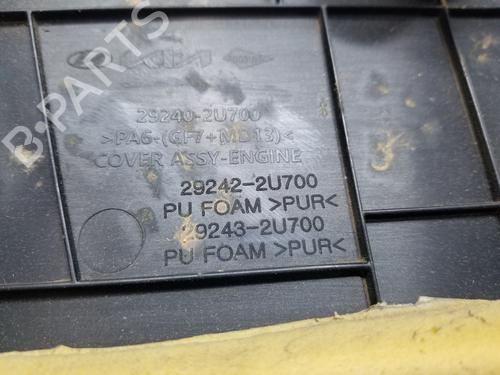 KIA
29240-2U700
>PA6-(GF7+MD13)<
COVER ASSY-ENGINE
29242-2U700
PU FOAM >PUR<
29243-2U700
PU FOAM >PUR<
B-PARTS